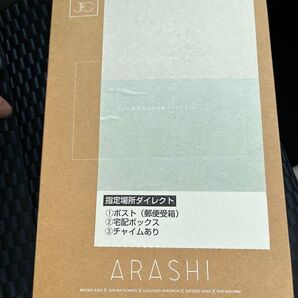 指定場所ダイレクト
①ポスト（郵便受箱）
②宅配ボックス
③チャイムあり
ARASHI
MASAKI AIBA X JUN MATSUMOTO X KAZUNARI NINOMIYA X SATOSHI OHNO X SHO SAKURAI